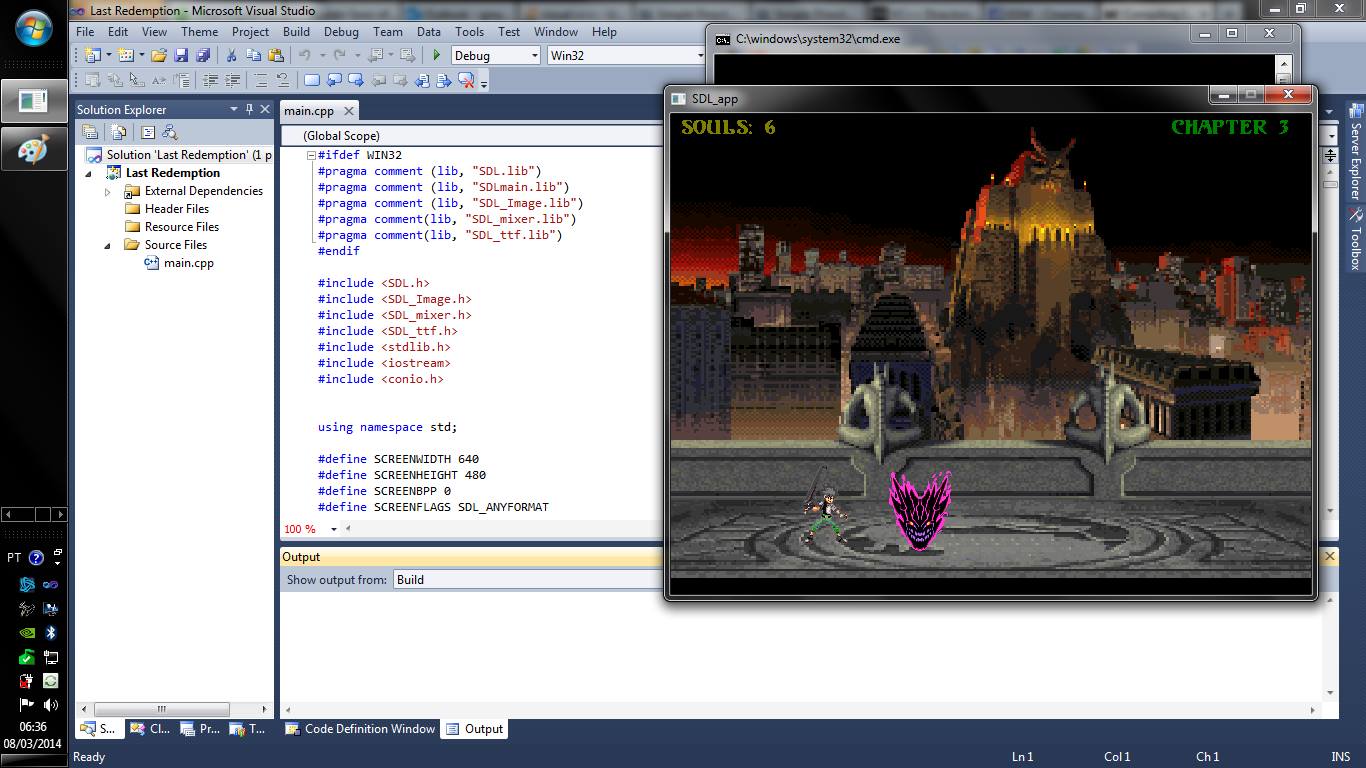 Last Redemption - Microsoft Visual Studio
File Edit View Theme Project Build Debug Team Data Tools Test Window Help
Debug
Win32
C:\windows\system32\cmd.exe
Solution Explorer
Solution 'Last Redemption' (1 p
Last Redemption
External Dependencies
Header Files
Resource Files
Source Files
main.cpp
main.cpp
(Global Scope)
#ifdef WIN32
#pragma comment (lib, "SDL.lib")
#pragma comment (lib, "SDLmain.lib")
#pragma comment (lib, "SDL_Image.lib")
#pragma comment(lib, "SDL_mixer.lib")
#pragma comment(lib, "SDL_ttf.lib")
#endif
#include <SDL.h>
#include <SDL_Image.h>
#include <SDL_mixer.h>
#include <SDL_ttf.h>
#include <stdlib.h>
#include <iostream>
#include <conio.h>
using namespace std;
#define SCREENWIDTH 640
#define SCREENHEIGHT 480
#define SCREENBPP 0
#define SCREENFLAGS SDL_ANYFORMAT
100 %
SDL_app
SOULS: 6
CHAPTER 3
Server Explorer
Toolbox
Output
Show output from: Build
S... Cl... Pr... T...
Code Definition Window
Output
Ready
Ln 1 Col 1 Ch 1 INS
PT
06:36
08/03/2014